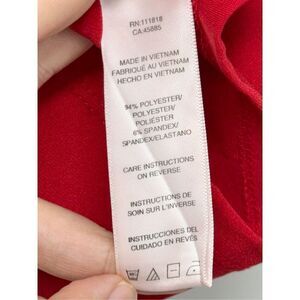 RN:111818
CA:45685
MADE IN VIETNAM
FABRIQUÉ AU VIETNAM
HECHO EN VIETNAM
94% POLYESTER/
POLYESTER/
POLIÉSTER
6% SPANDEX/
SPANDEX/ELASTANO
CARE INSTRUCTIONS
ON REVERSE
INSTRUCTIONS DE
SOIN SUR L'INVERSE
INSTRUCCIONES DEL
CUIDADO EN REVÉS